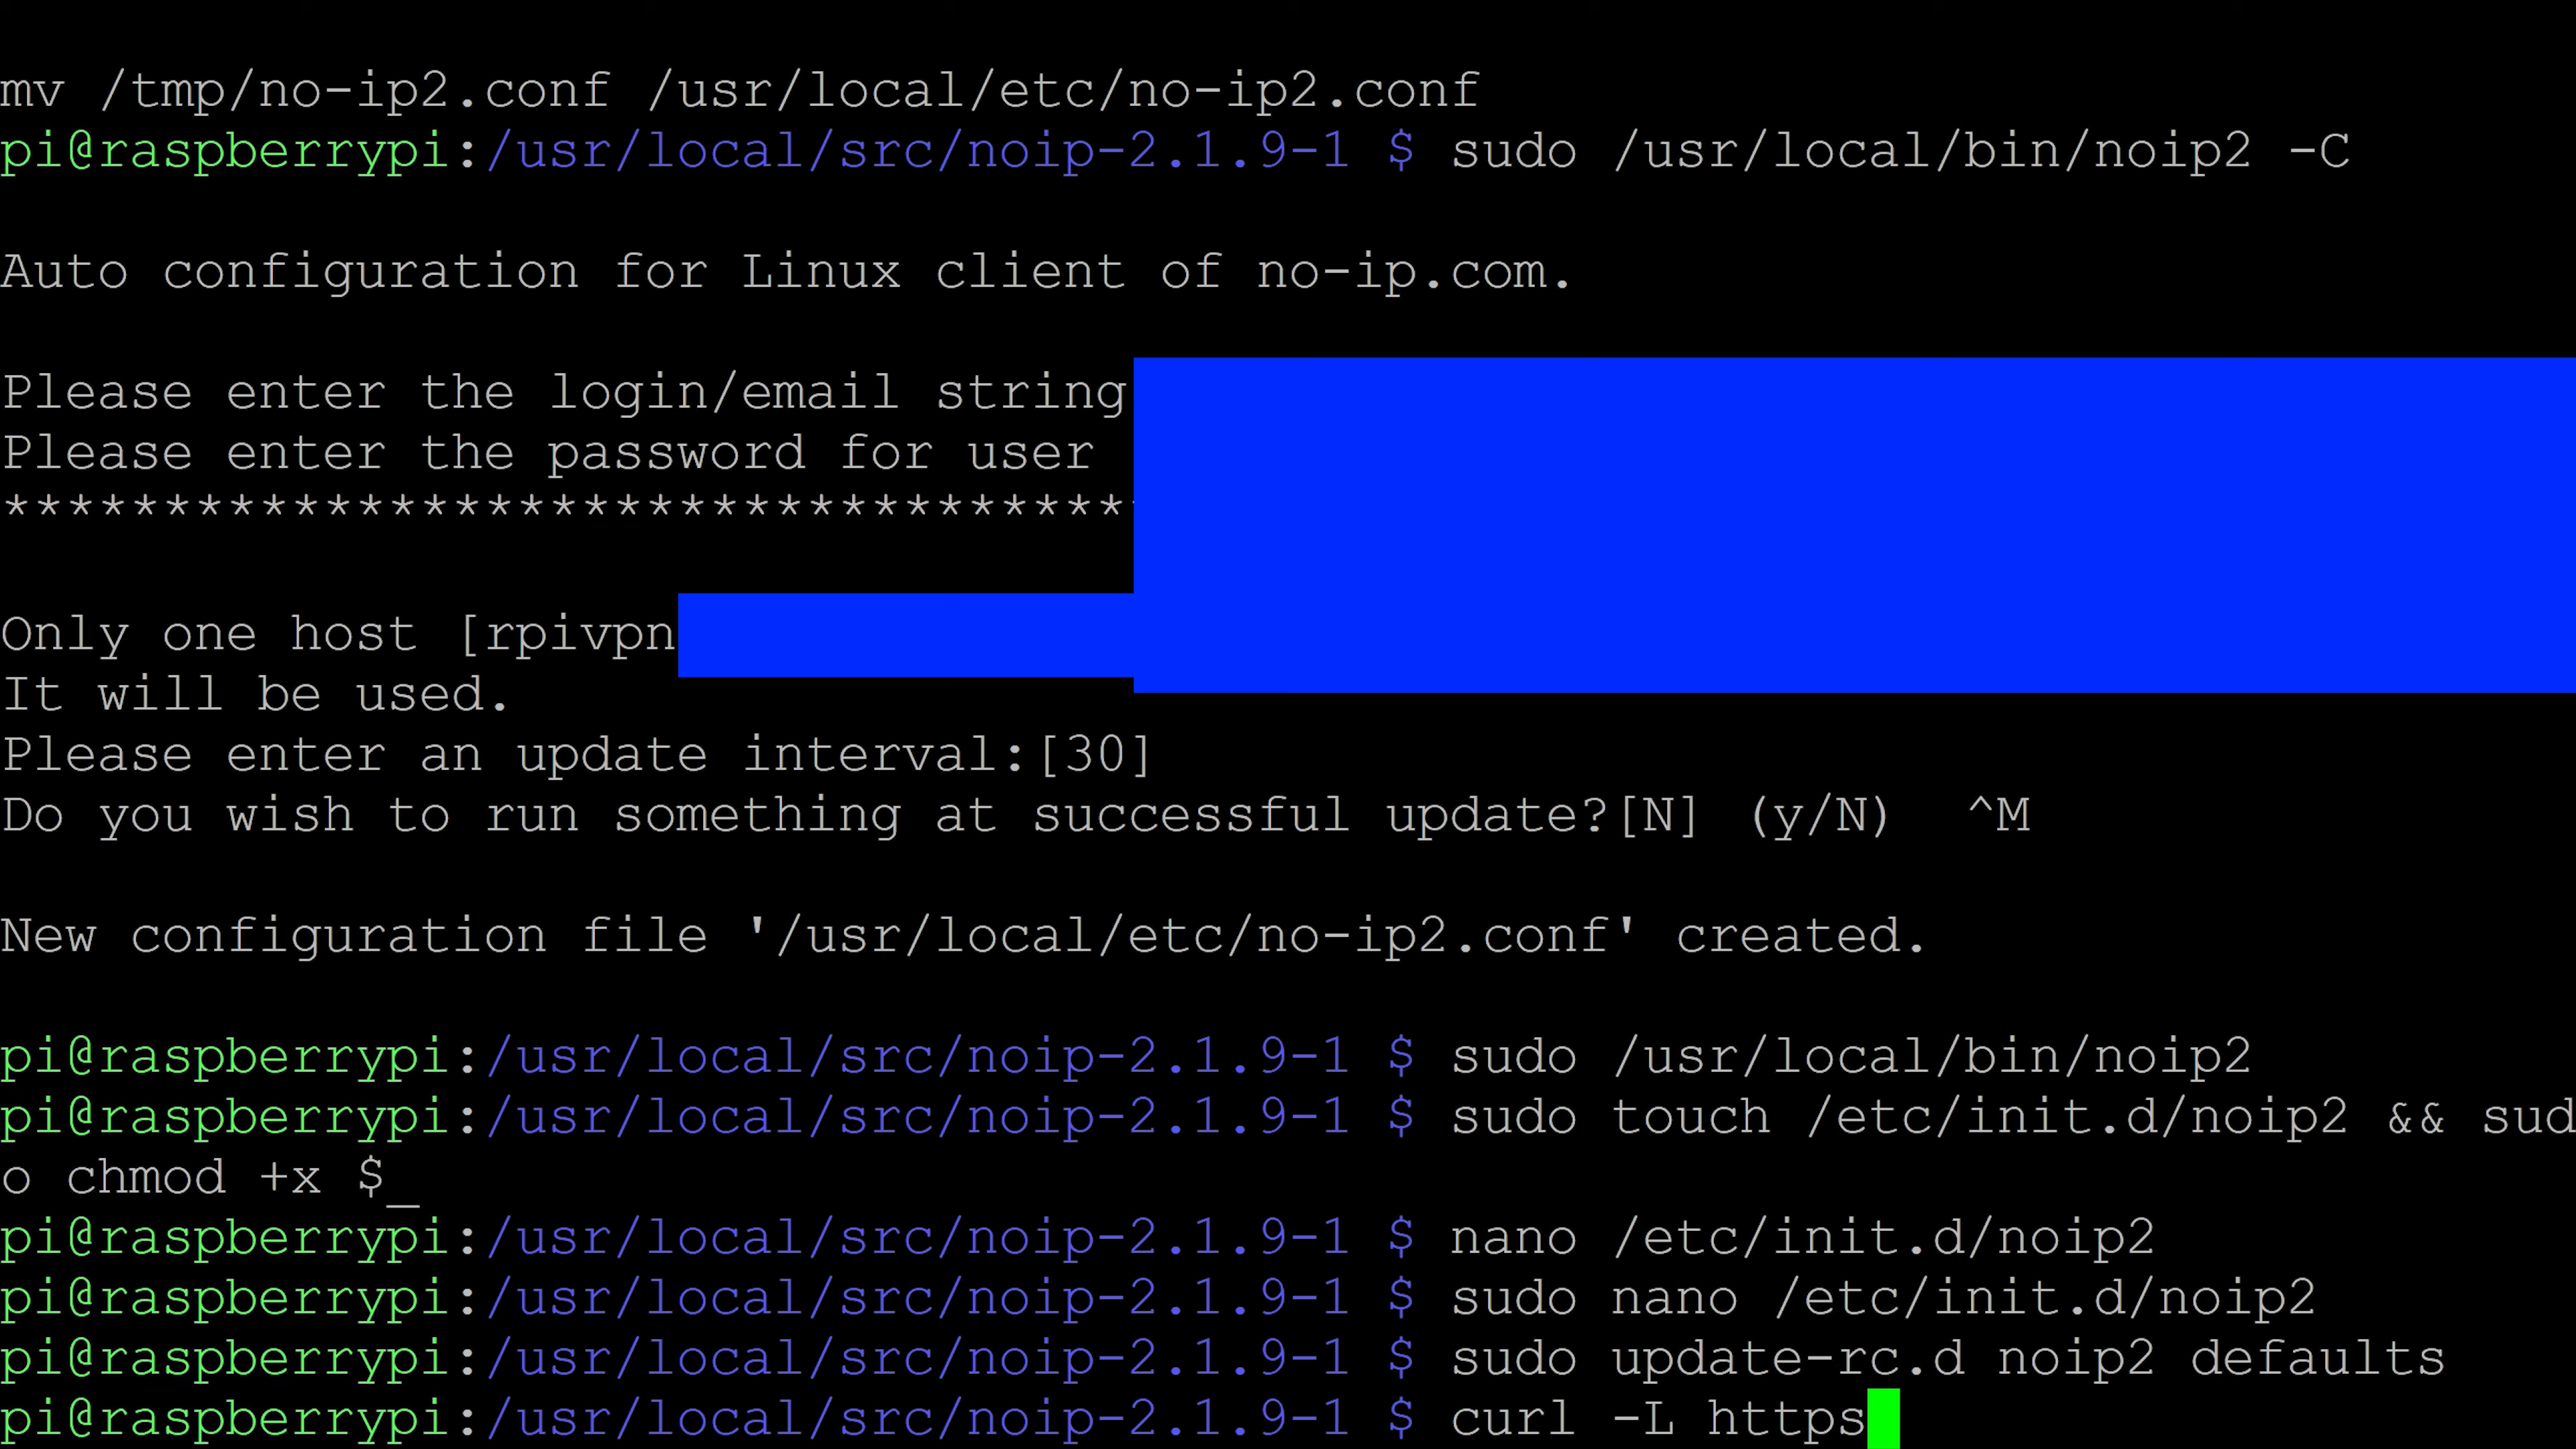 mv /tmp/no-ip2.conf /usr/local/etc/no-ip2.conf
pi@raspberrypi:/usr/local/src/noip-2.1.9-1 $ sudo /usr/local/bin/noip2 -C
Auto configuration for Linux client of no-ip.com.
Please enter the login/email string
Please enter the password for user
***********************************
Only one host [rpivpn
It will be used.
Please enter an update interval:[30]
Do you wish to run something at successful update?[N] (y/N)  ^M
New configuration file '/usr/local/etc/no-ip2.conf' created.
pi@raspberrypi:/usr/local/src/noip-2.1.9-1 $ sudo /usr/local/bin/noip2
pi@raspberrypi:/usr/local/src/noip-2.1.9-1 $ sudo touch /etc/init.d/noip2 && sud
o chmod +x $_
pi@raspberrypi:/usr/local/src/noip-2.1.9-1 $ nano /etc/init.d/noip2
pi@raspberrypi:/usr/local/src/noip-2.1.9-1 $ sudo nano /etc/init.d/noip2
pi@raspberrypi:/usr/local/src/noip-2.1.9-1 $ sudo update-rc.d noip2 defaults
pi@raspberrypi:/usr/local/src/noip-2.1.9-1 $ curl -L https